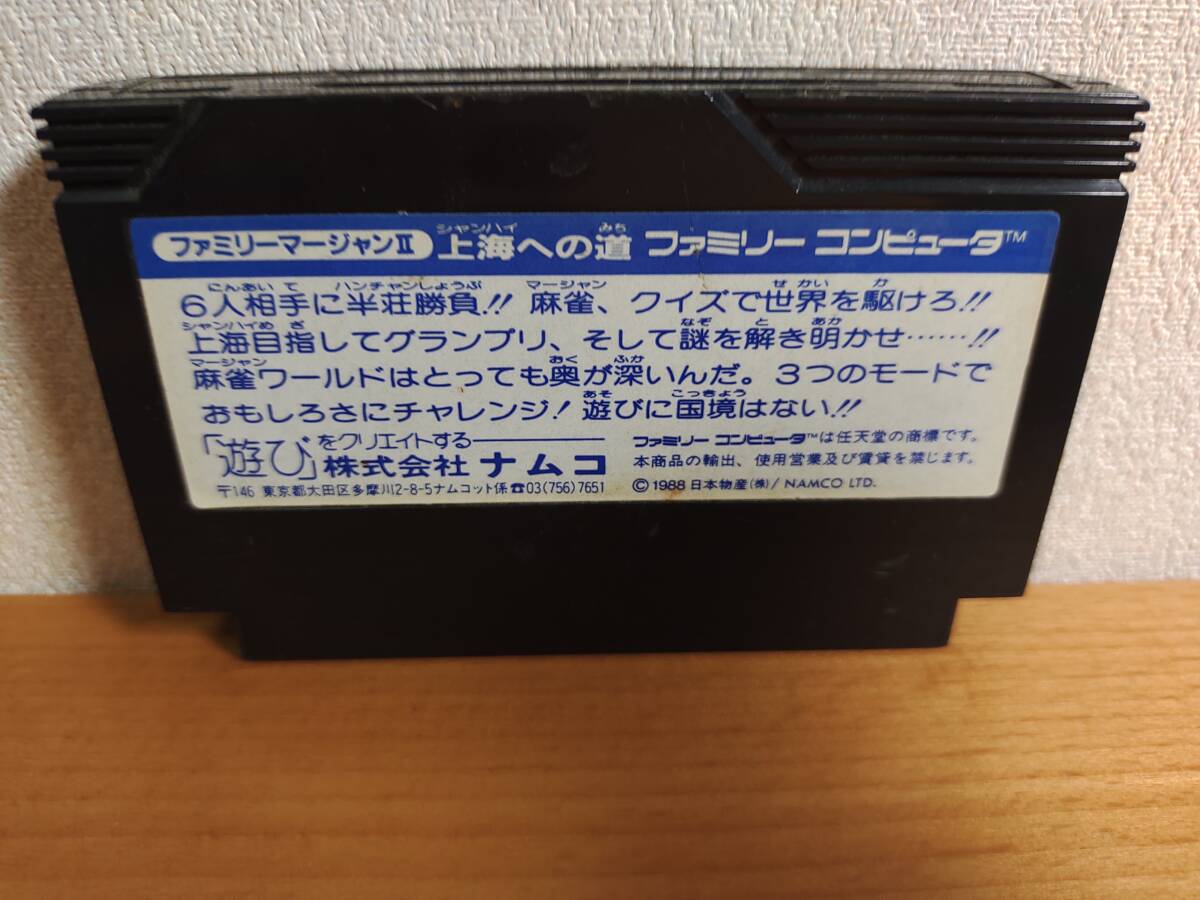 ファミリーマージャンII 上海への道 ファミリー コンピュータ™
シャンハイ みち
にんあいて ハンチャンしょうぶ マージャン せかい か
6人相手に半荘勝負!! 麻雀、クイズで世界を駆けろ!!
シャンハイめざ なぞ と あか
上海目指してグランプリ、そして謎を解き明かせ……!!
マージャン おく ふか
麻雀ワールドはとっても奥が深いんだ。3つのモードで
あそ こっきょう
おもしろさにチャレンジ! 遊びに国境はない!!
「遊び」をクリエイトする――
株式会社 ナムコ
〒146 東京都大田区多摩川2-8-5ナムコット係☎03(756)7651
ファミリー コンピュータ™は任天堂の商標です。
本商品の輸出、使用営業及び賃貸を禁じます。
©1988 日本物産(株)/NAMCO LTD.